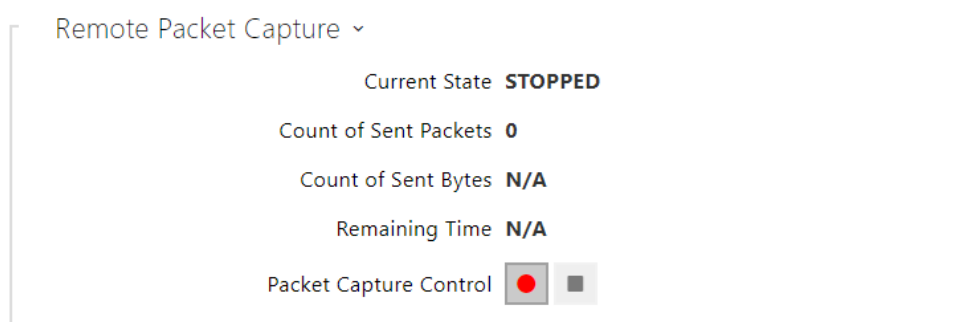 Remote Packet Capture
Current State STOPPED
Count of Sent Packets 0
Count of Sent Bytes N/A
Remaining Time N/A
Packet Capture Control